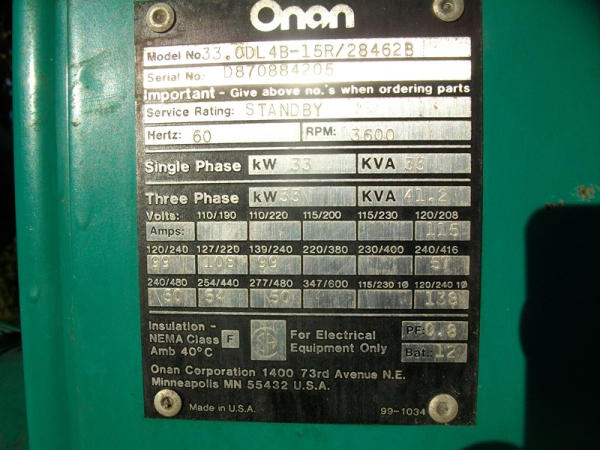 Onan
Model No. 33.0DL4B-15R/28462B
Serial No: D870884205
Important - Give above no.'s when ordering parts
Service Rating: STANDBY
Hertz: 60 RPM: 3600
Single Phase kW 33 KVA 33
Three Phase kW 33 KVA 41.2
Volts: 110/190 110/220 115/200 115/230 120/208
Amps: 115
120/240 127/220 139/240 220/380 230/400 240/416
99 108 99 57
240/480 254/440 277/480 347/600 115/230 1Ø 120/240 1Ø
50 54 50 138
Insulation -
NEMA Class F
Amb 40°C
For Electrical
Equipment Only
PF: 0.8
Bat.: 12
Onan Corporation 1400 73rd Avenue N.E.
Minneapolis MN 55432 U.S.A.
Made in U.S.A. 99-1034